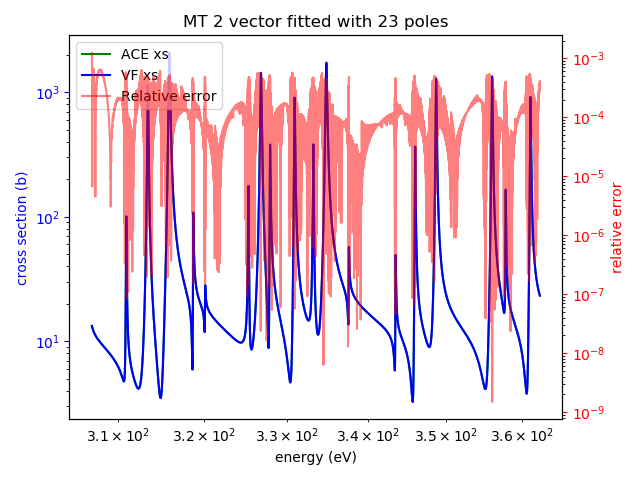 MT 2 vector fitted with 23 poles
ACE xs
VF xs
Relative error
cross section (b)
10³
10²
10¹
relative error
10⁻³
10⁻⁴
10⁻⁵
10⁻⁶
10⁻⁷
10⁻⁸
10⁻⁹
3.1 × 10² 3.2 × 10² 3.3 × 10² 3.4 × 10² 3.5 × 10² 3.6 × 10²
energy (eV)